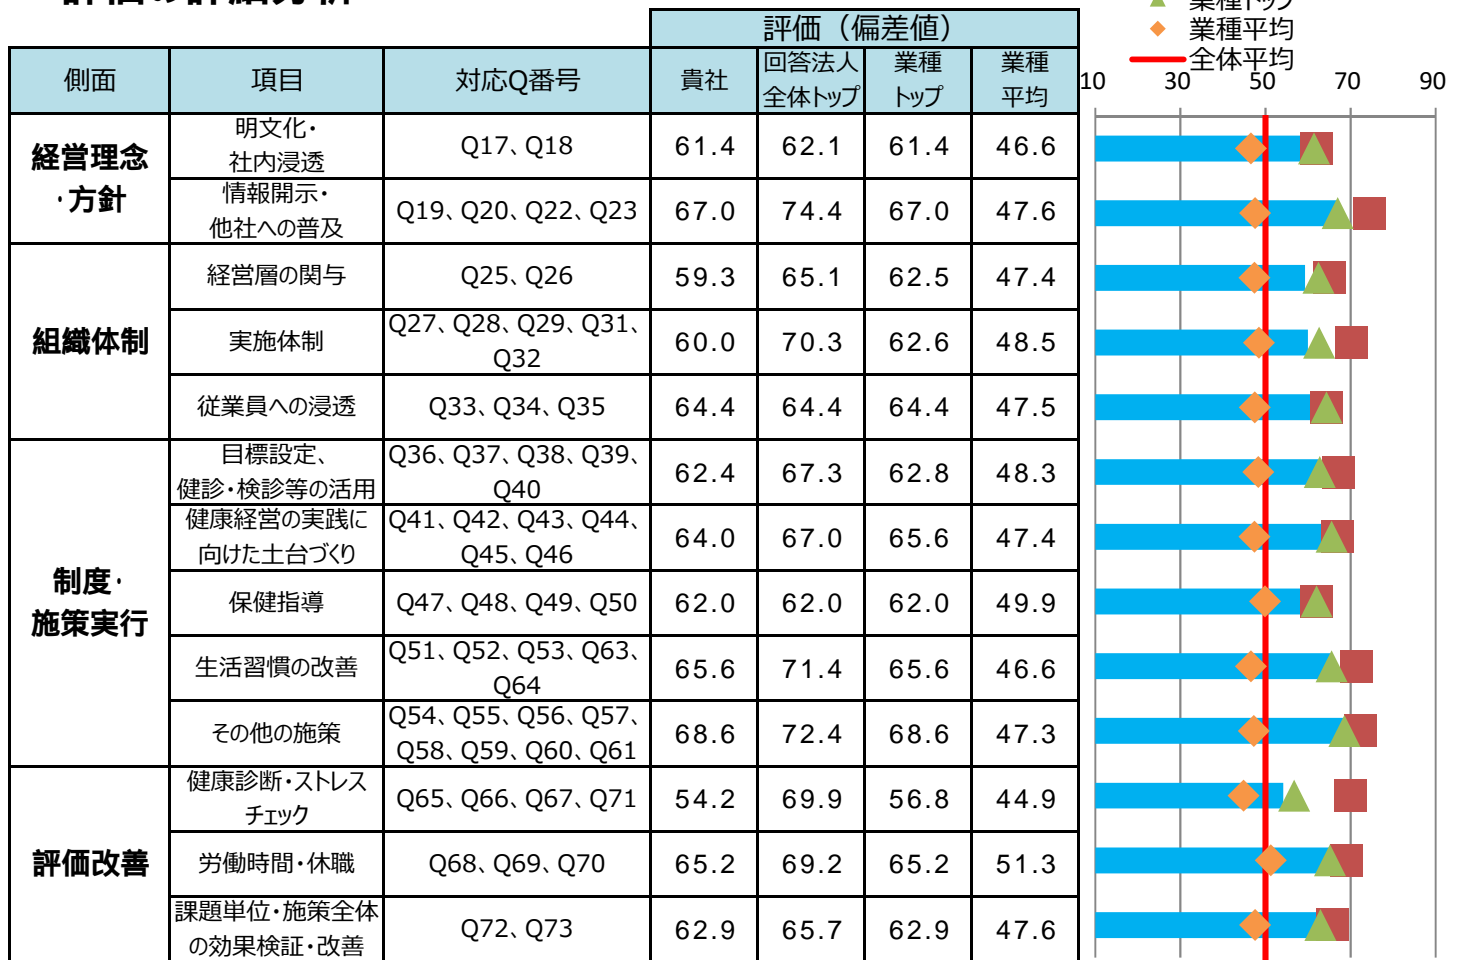 評価の詳細分析
業種トップ
業種平均
全体平均
評価（偏差値）
側面 項目 対応Q番号 貴社 回答法人 業種 業種
全体トップ トップ 平均
10 30 50 70 90
経営理念
・方針
明文化・
社内浸透
Q17、Q18 61.4 62.1 61.4 46.6
情報開示・
他社への普及
Q19、Q20、Q22、Q23 67.0 74.4 67.0 47.6
組織体制
経営層の関与 Q25、Q26 59.3 65.1 62.5 47.4
実施体制
Q27、Q28、Q29、Q31、
Q32
60.0 70.3 62.6 48.5
従業員への浸透 Q33、Q34、Q35 64.4 64.4 64.4 47.5
制度・
施策実行
目標設定、
健診・検診等の活用
Q36、Q37、Q38、Q39、
Q40
62.4 67.3 62.8 48.3
健康経営の実践に
向けた土台づくり
Q41、Q42、Q43、Q44、
Q45、Q46
64.0 67.0 65.6 47.4
保健指導 Q47、Q48、Q49、Q50 62.0 62.0 62.0 49.9
生活習慣の改善
Q51、Q52、Q53、Q63、
Q64
65.6 71.4 65.6 46.6
その他の施策
Q54、Q55、Q56、Q57、
Q58、Q59、Q60、Q61
68.6 72.4 68.6 47.3
評価改善
健康診断・ストレス
チェック
Q65、Q66、Q67、Q71 54.2 69.9 56.8 44.9
労働時間・休職 Q68、Q69、Q70 65.2 69.2 65.2 51.3
課題単位・施策全体
の効果検証・改善
Q72、Q73 62.9 65.7 62.9 47.6